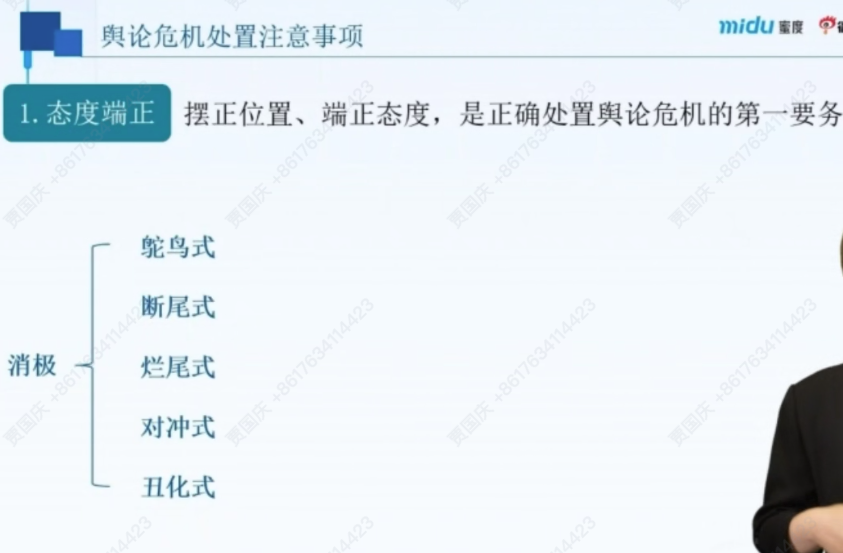 舆论危机处置注意事项
midu 蜜度
1.态度端正
摆正位置、端正态度，是正确处置舆论危机的第一要务
消极
鸵鸟式
断尾式
烂尾式
对冲式
丑化式
贾国庆 +8617634114423